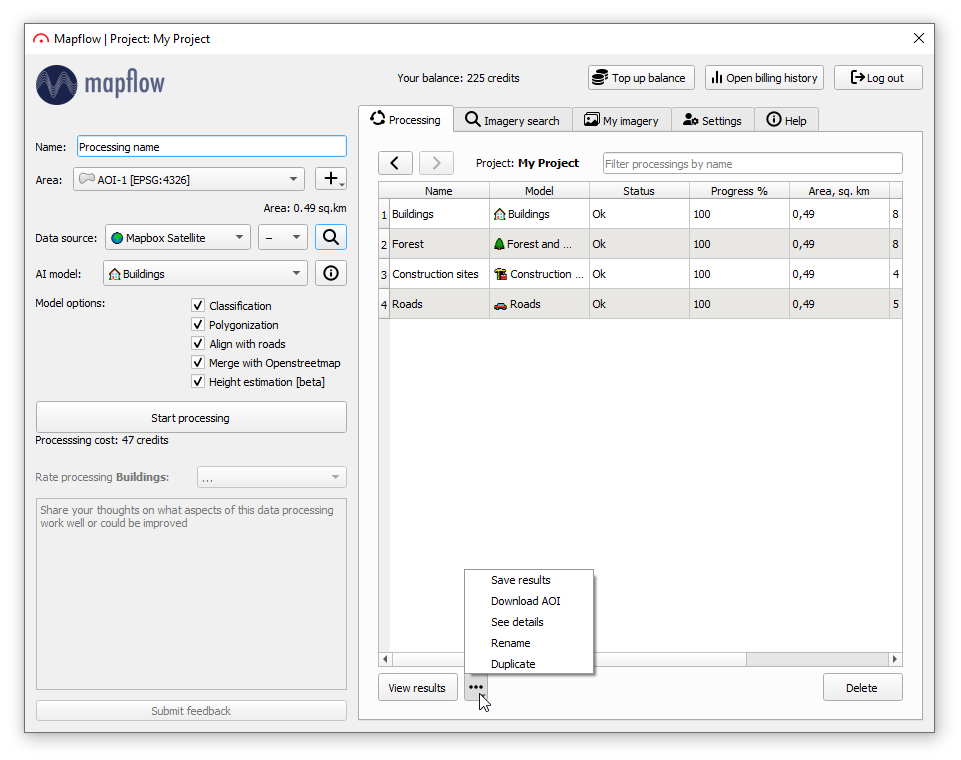 Mapflow | Project: My Project
mapflow
Your balance: 225 credits
Top up balance
Open billing history
Log out
Processing
Imagery search
My imagery
Settings
Help
Name:
Processing name
Area:
AOI-1 [EPSG:4326]
Area: 0.49 sq.km
Data source:
Mapbox Satellite
–
AI model:
Buildings
Model options:
Classification
Polygonization
Align with roads
Merge with Openstreetmap
Height estimation [beta]
Start processing
Processsing cost: 47 credits
Rate processing Buildings:
...
Share your thoughts on what aspects of this data processing
work well or could be improved
Submit feedback
Project: My Project
Filter processings by name
Name Model Status Progress % Area, sq. km
1 Buildings Buildings Ok 100 0,49 8
2 Forest Forest and ... Ok 100 0,49 8
3 Construction sites Construction ... Ok 100 0,49 4
4 Roads Roads Ok 100 0,49 5
Save results
Download AOI
See details
Rename
Duplicate
View results
Delete